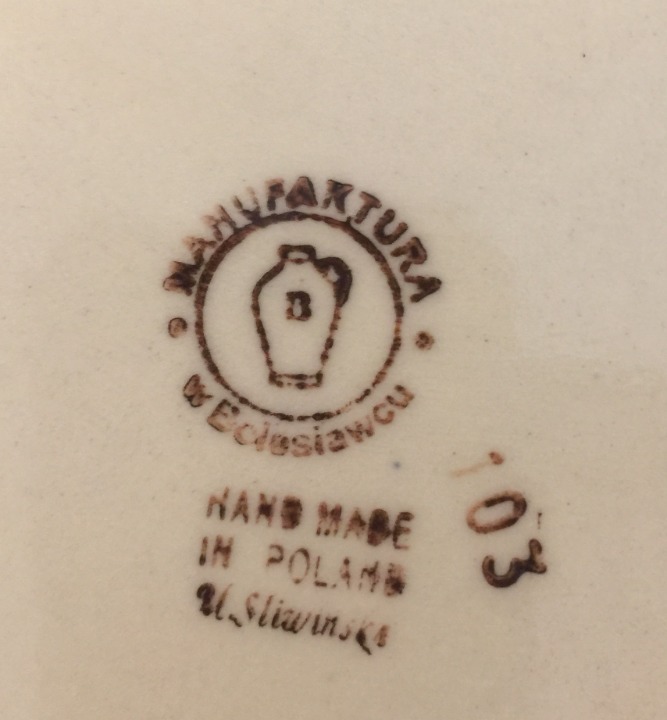 MANUFAKTURA
B
w Bolesławcu
HAND MADE
IN POLAND
U. Śliwińska
103